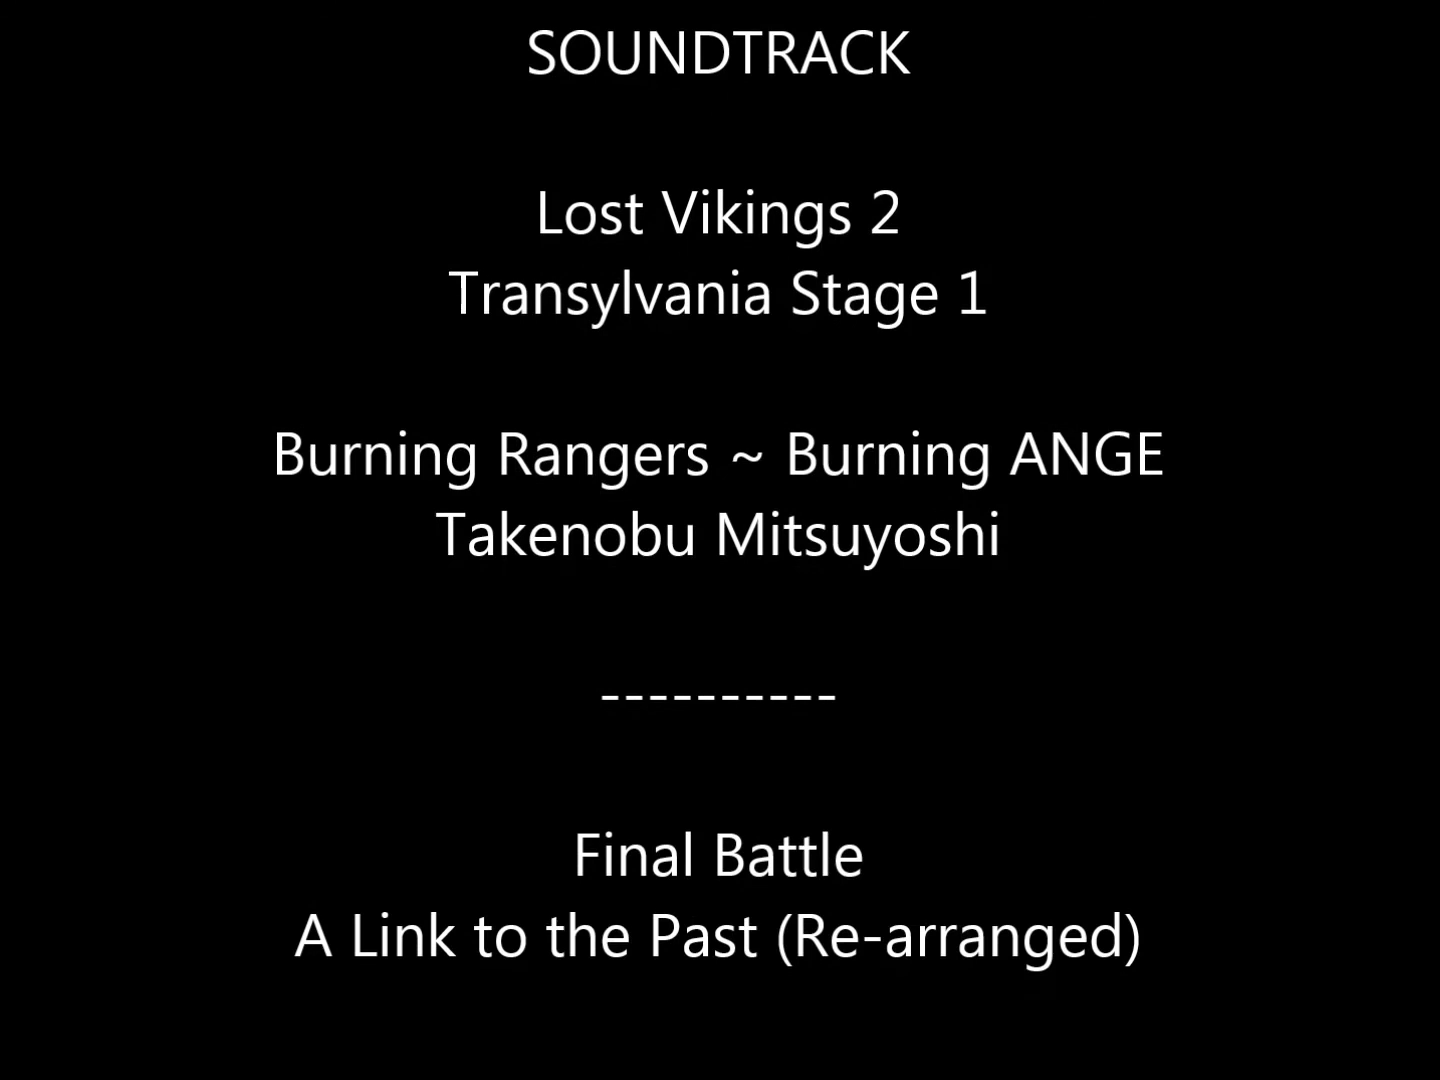 SOUNDTRACK
Lost Vikings 2
Transylvania Stage 1
Burning Rangers ~ Burning ANGE
Takenobu Mitsuyoshi
----------
Final Battle
A Link to the Past (Re-arranged)